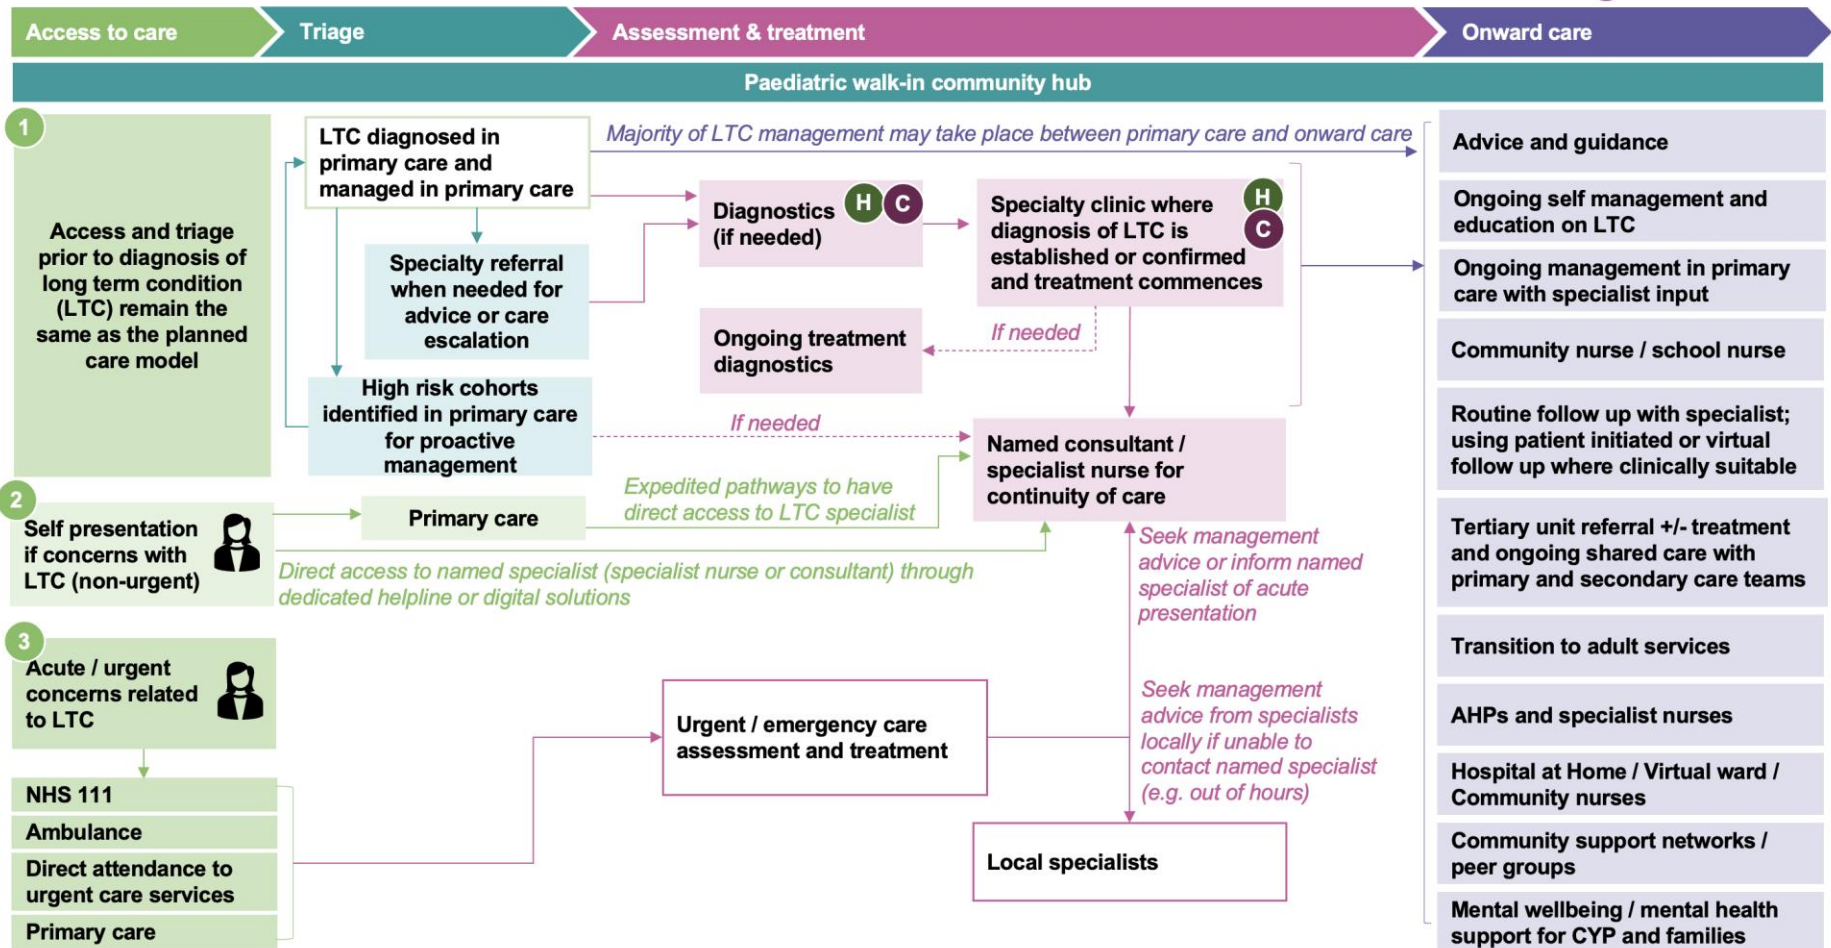 Access to care
Triage
Assessment & treatment
Onward care
Paediatric walk-in community hub
1
Access and triage
prior to diagnosis of
long term condition
(LTC) remain the
same as the planned
care model
LTC diagnosed in
primary care and
managed in primary care
Majority of LTC management may take place between primary care and onward care
Specialty referral
when needed for
advice or care
escalation
High risk cohorts
identified in primary care
for proactive
management
Diagnostics
(if needed)
H
C
Specialty clinic where
diagnosis of LTC is
established or confirmed
and treatment commences
H
C
Ongoing treatment
diagnostics
If needed
If needed
Named consultant /
specialist nurse for
continuity of care
2
Self presentation
if concerns with
LTC (non-urgent)
Primary care
Expedited pathways to have
direct access to LTC specialist
Direct access to named specialist (specialist nurse or consultant) through
dedicated helpline or digital solutions
Seek management
advice or inform named
specialist of acute
presentation
3
Acute / urgent
concerns related
to LTC
NHS 111
Ambulance
Direct attendance to
urgent care services
Primary care
Urgent / emergency care
assessment and treatment
Seek management
advice from specialists
locally if unable to
contact named specialist
(e.g. out of hours)
Local specialists
Advice and guidance
Ongoing self management and
education on LTC
Ongoing management in primary
care with specialist input
Community nurse / school nurse
Routine follow up with specialist;
using patient initiated or virtual
follow up where clinically suitable
Tertiary unit referral +/- treatment
and ongoing shared care with
primary and secondary care teams
Transition to adult services
AHPs and specialist nurses
Hospital at Home / Virtual ward /
Community nurses
Community support networks /
peer groups
Mental wellbeing / mental health
support for CYP and families